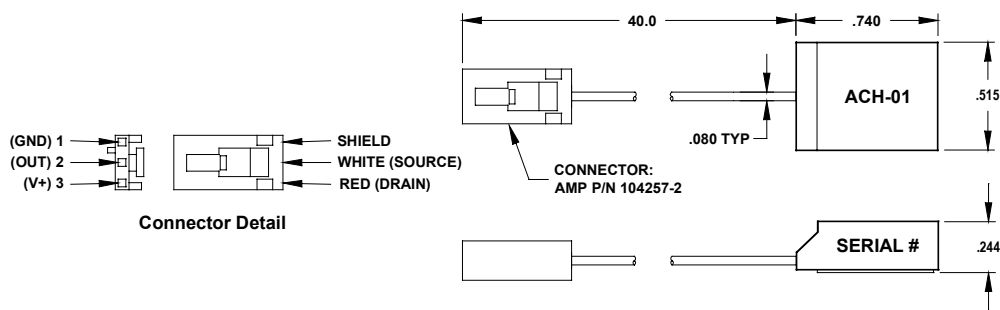 40.0
.740
ACH-01
.515
.080 TYP
CONNECTOR:
AMP P/N 104257-2
(GND) 1
(OUT) 2
(V+) 3
SHIELD
WHITE (SOURCE)
RED (DRAIN)
Connector Detail
SERIAL #
.244